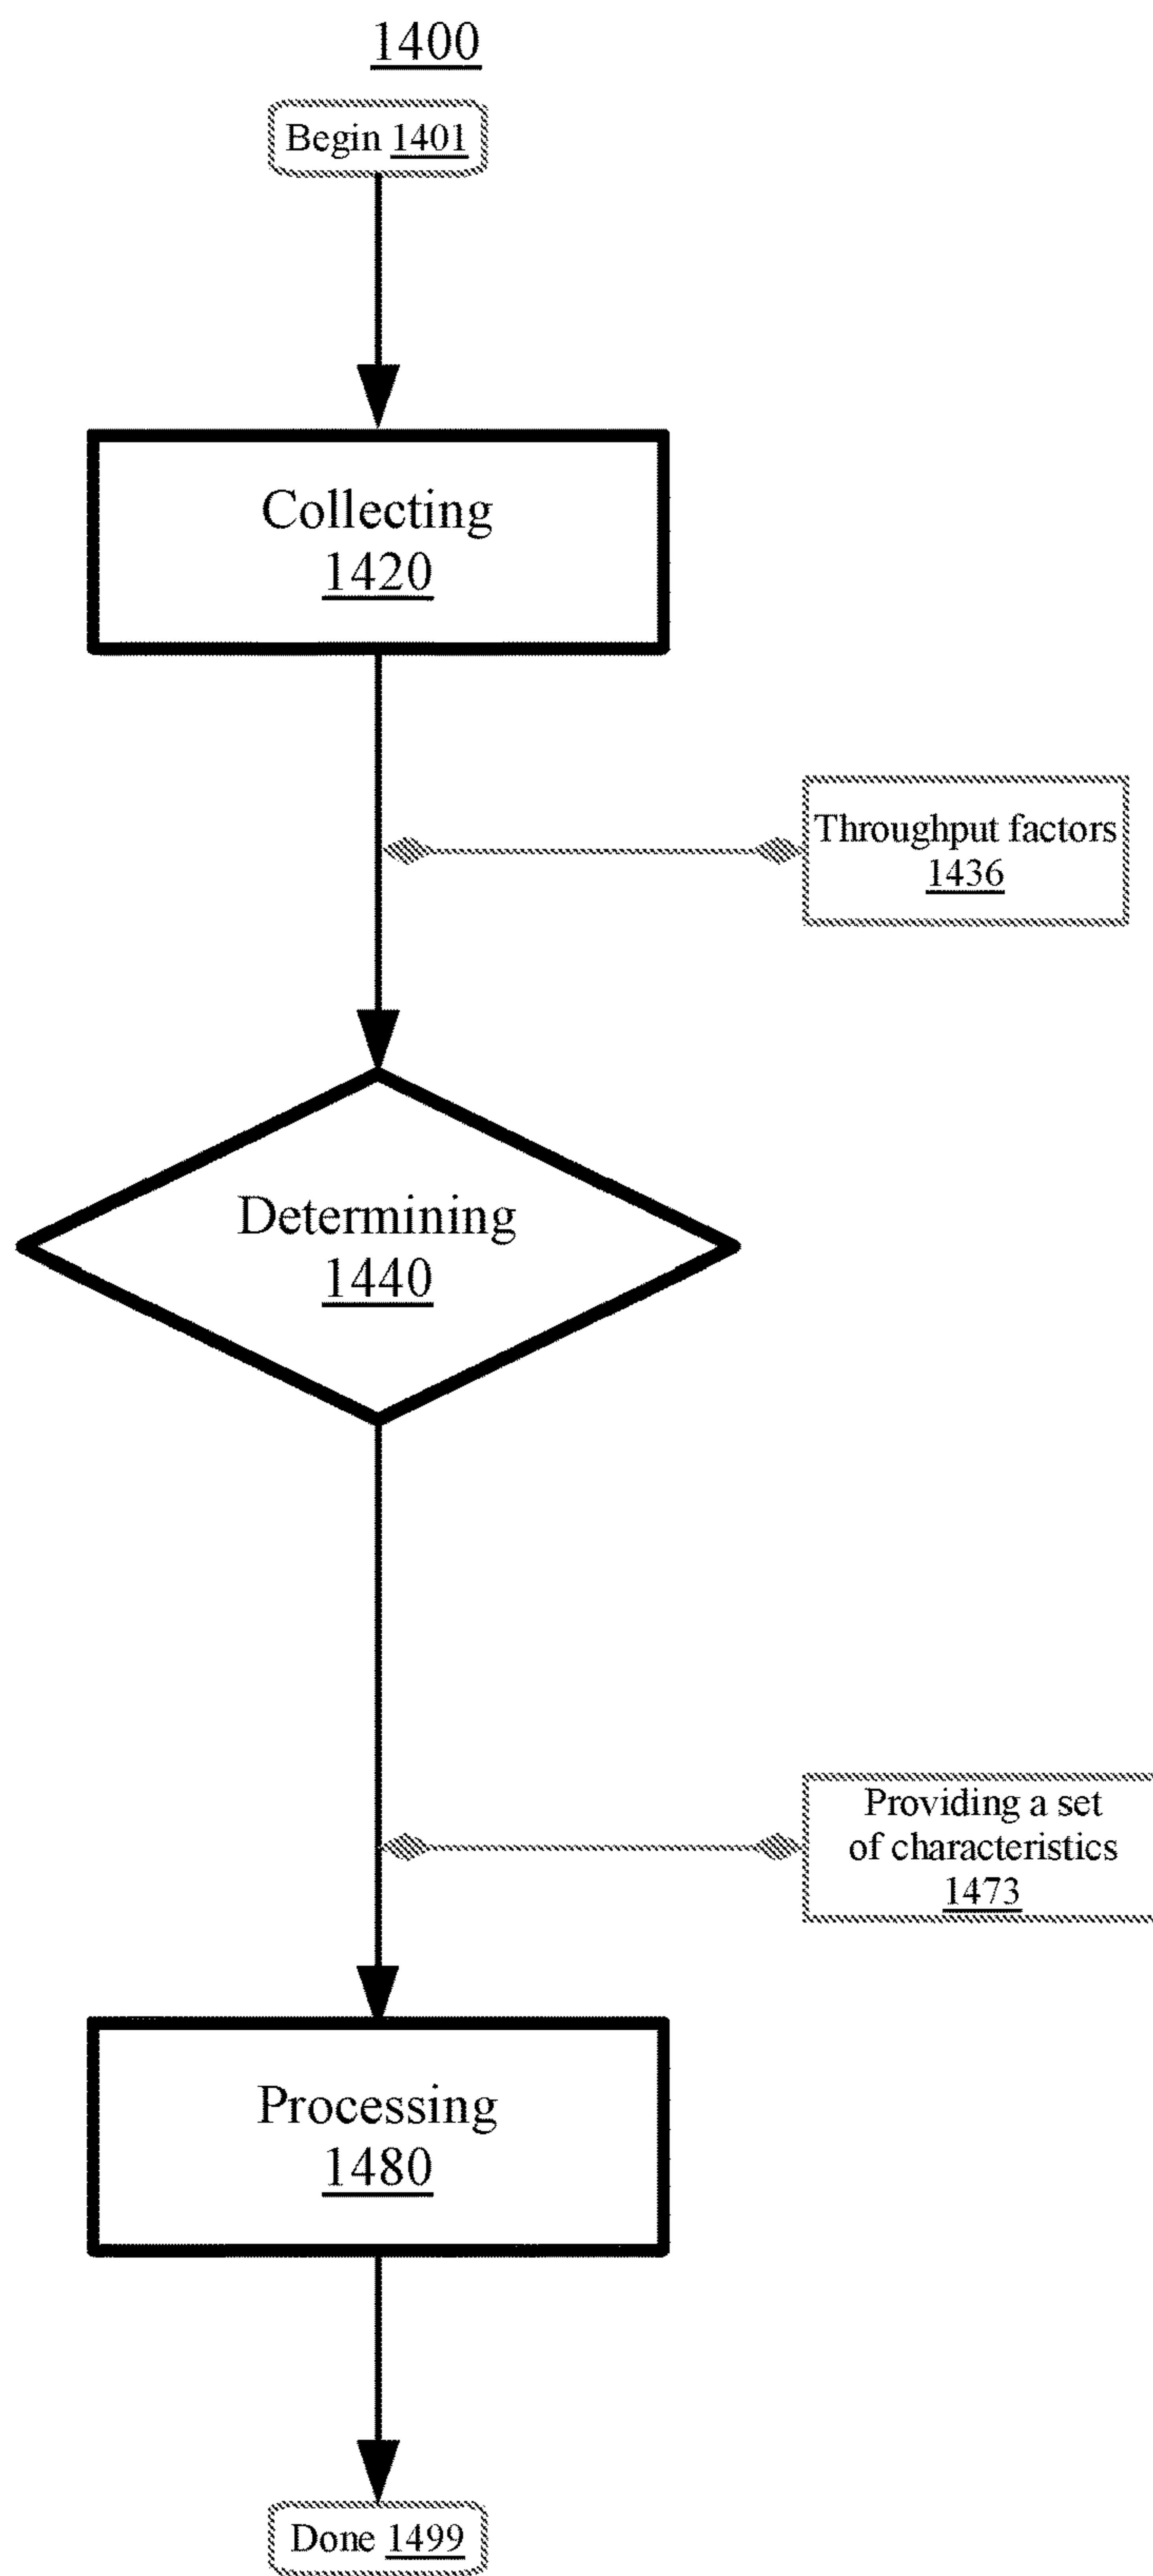 1400
Begin 1401
Collecting
1420
Throughput factors
1436
Determining
1440
Providing a set
of characteristics
1473
Processing
1480
Done 1499